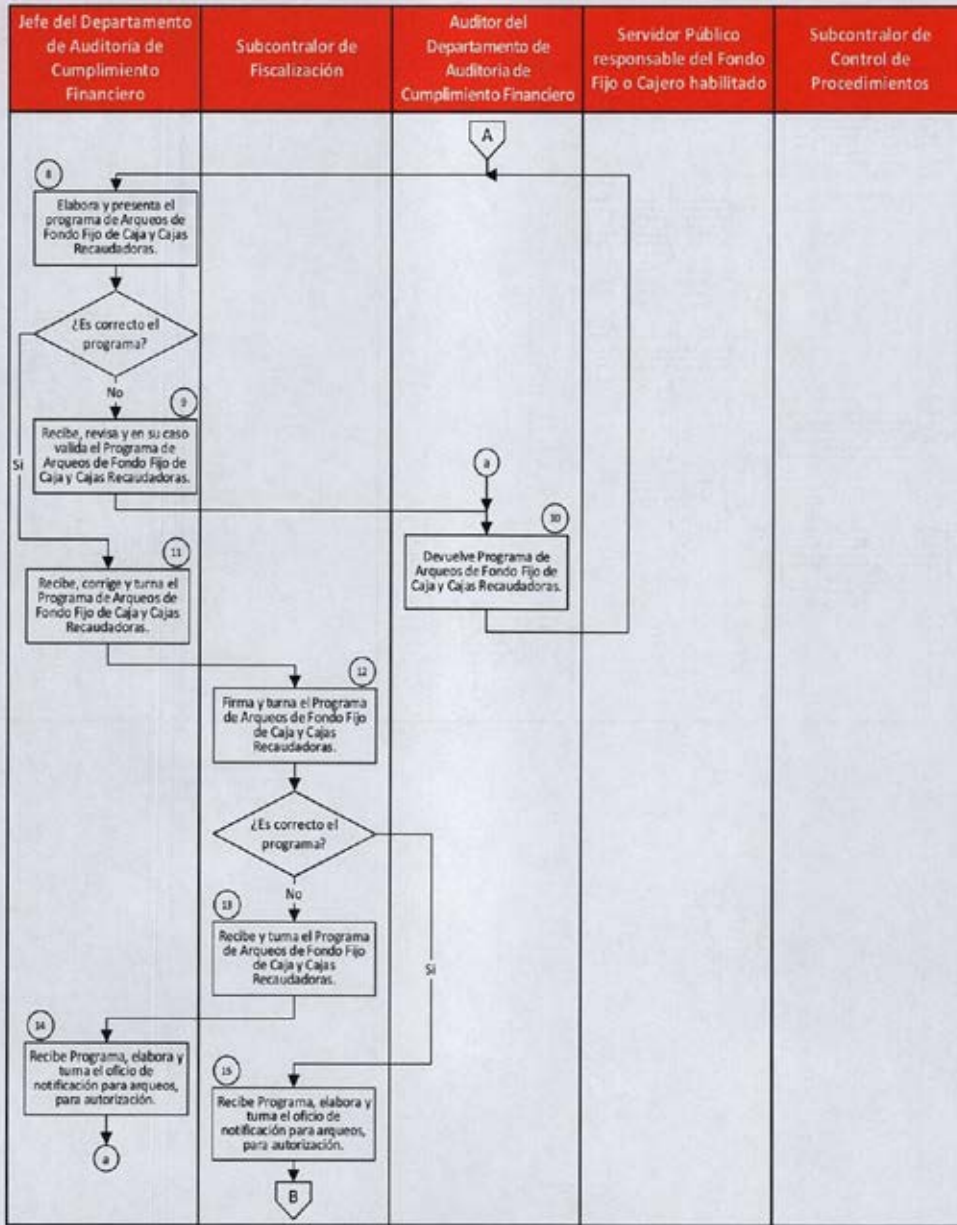 Jefe del Departamento
de Auditoría de
Cumplimiento
Financiero
Subcontralor de
Fiscalización
Auditor del
Departamento de
Auditoría de
Cumplimiento Financiero
Servidor Público
responsable del Fondo
Fijo o Cajero habilitado
Subcontralor de
Control de
Procedimientos
A
8
Elabora y presenta el
programa de Arqueos de
Fondo Fijo de Caja y Cajas
Recaudadoras.
¿Es correcto el
programa?
No
Si
9
Recibe, revisa y en su caso
valida el Programa de
Arqueos de Fondo Fijo de
Caja y Cajas Recaudadoras.
a
10
Devuelve Programa de
Arqueos de Fondo Fijo de
Caja y Cajas Recaudadoras.
11
Recibe, corrige y turna el
Programa de Arqueos de
Fondo Fijo de Caja y Cajas
Recaudadoras.
12
Firma y turna el Programa
de Arqueos de Fondo Fijo
de Caja y Cajas
Recaudadoras.
¿Es correcto el
programa?
No
Si
13
Recibe y turna el Programa
de Arqueos de Fondo Fijo
de Caja y Cajas
Recaudadoras.
14
Recibe Programa, elabora y
turna el oficio de
notificación para arqueos,
para autorización.
a
15
Recibe Programa, elabora y
turna el oficio de
notificación para arqueos,
para autorización.
B